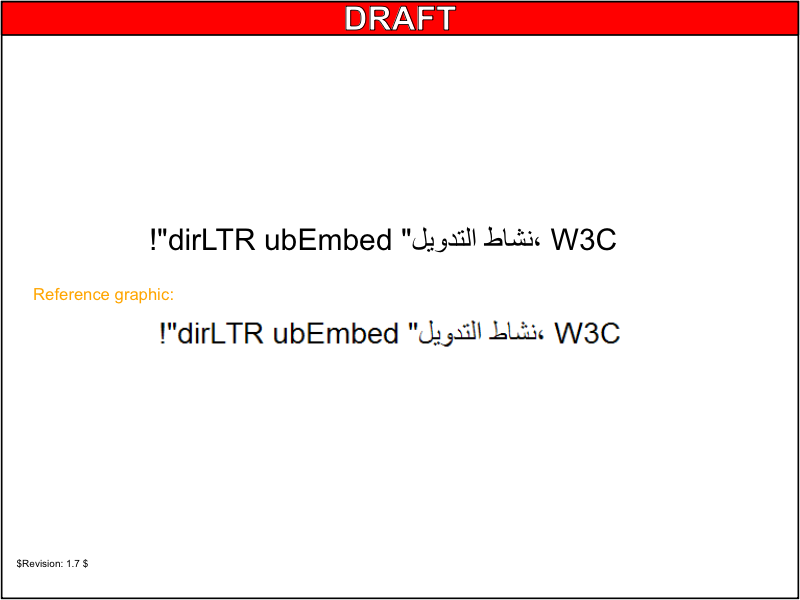 DRAFT
!"dirLTR ubEmbed "نشاط التدويل، W3C
Reference graphic:
!"dirLTR ubEmbed "نشاط التدويل، W3C
$Revision: 1.7 $